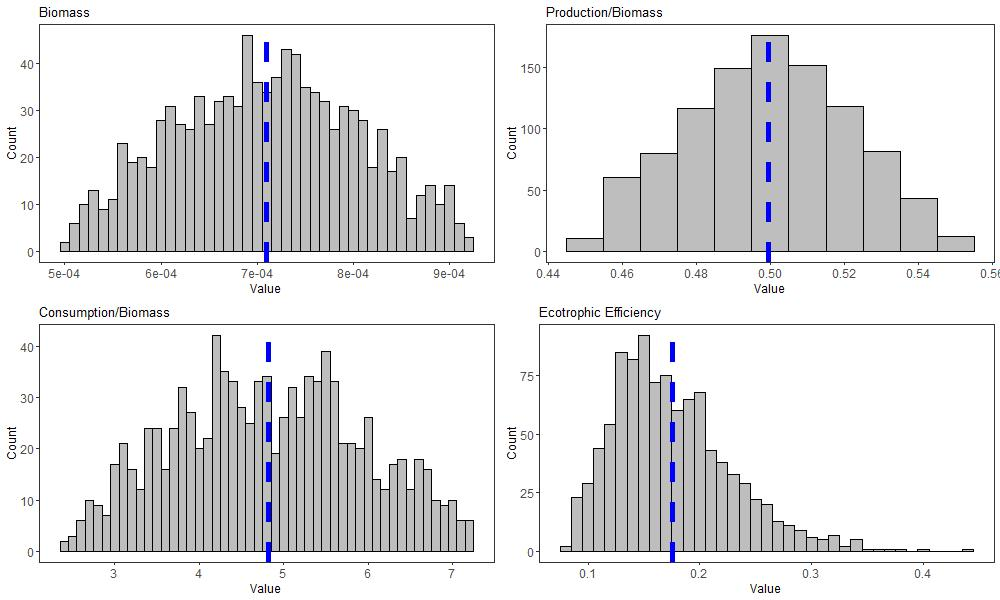 Biomass
Count
40
30
20
10
0
5e-04 6e-04 7e-04 8e-04 9e-04
Value
Production/Biomass
Count
150
100
50
0
0.44 0.46 0.48 0.50 0.52 0.54 0.56
Value
Consumption/Biomass
Count
40
30
20
10
0
3 4 5 6 7
Value
Ecotrophic Efficiency
Count
75
50
25
0
0.1 0.2 0.3 0.4
Value